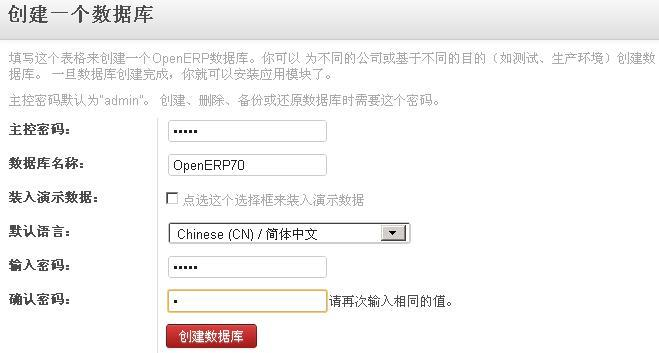 创建一个数据库
填写这个表格来创建一个OpenERP数据库。你可以 为不同的公司或基于不同的目的（如测试、生产环境）创建数
据库。 一旦数据库创建完成，你就可以安装应用模块了。
主控密码默认为"admin"。 创建、删除、备份或还原数据库时需要这个密码。
主控密码： •••••
数据库名称： OpenERP70
装入演示数据： 点选这个选择框来装入演示数据
默认语言： Chinese (CN) / 简体中文
输入密码： •••••
确认密码： • 请再次输入相同的值。
创建数据库